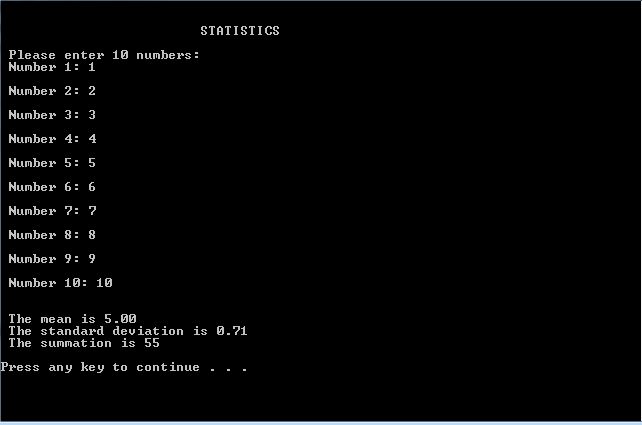 STATISTICS
Please enter 10 numbers:
Number 1: 1
Number 2: 2
Number 3: 3
Number 4: 4
Number 5: 5
Number 6: 6
Number 7: 7
Number 8: 8
Number 9: 9
Number 10: 10
The mean is 5.00
The standard deviation is 0.71
The summation is 55
Press any key to continue . . .